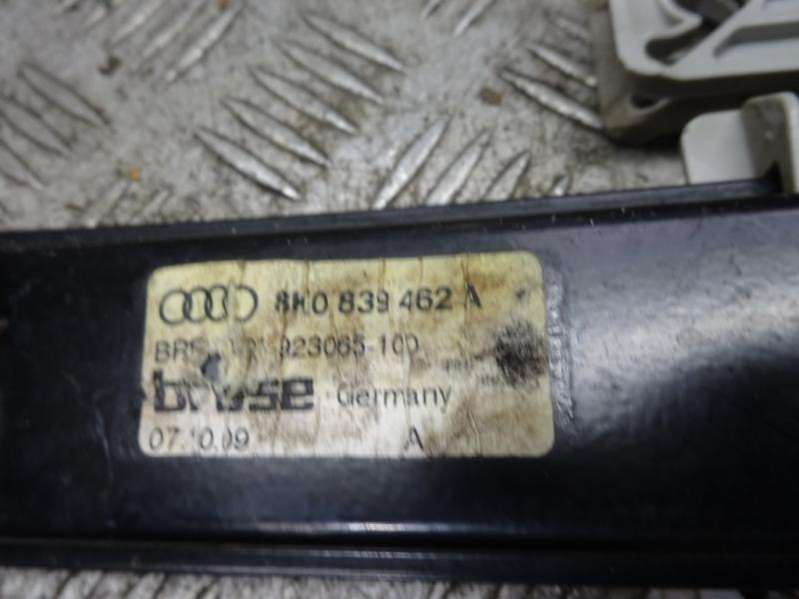 8K0 839 462 A
923065-100
brose Germany
07.10.09 A